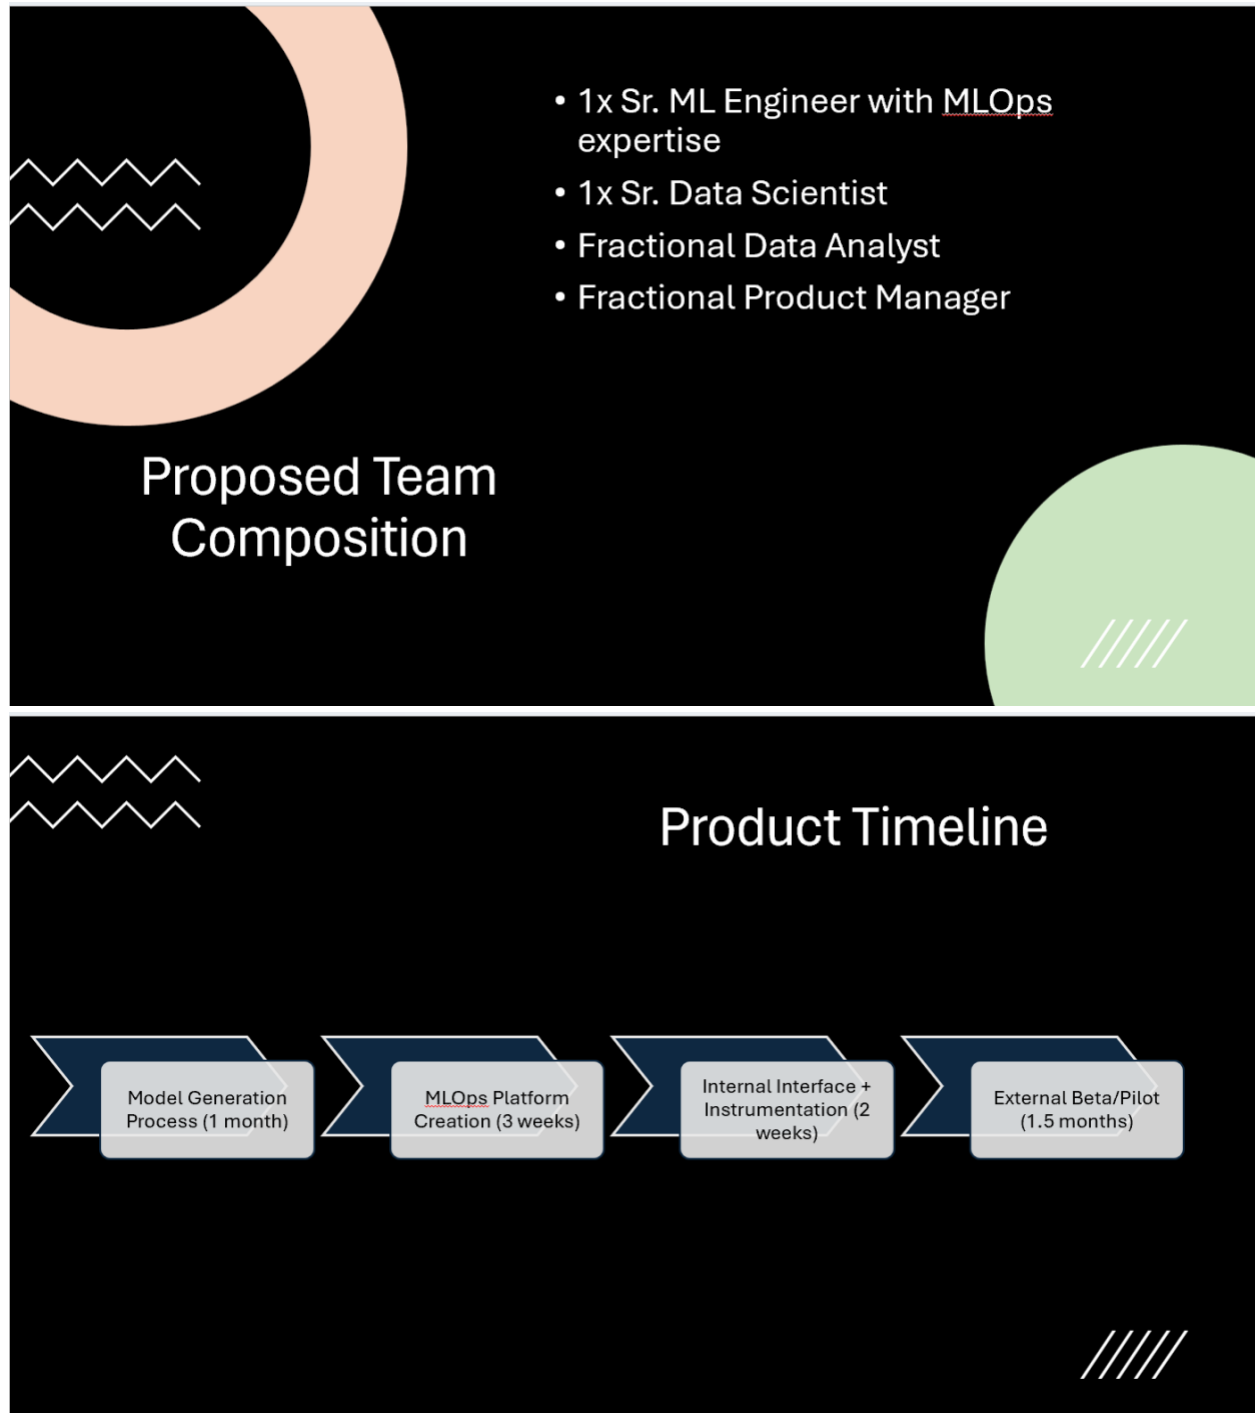 • 1x Sr. ML Engineer with MLOps
expertise
• 1x Sr. Data Scientist
• Fractional Data Analyst
• Fractional Product Manager
Proposed Team
Composition
Product Timeline
Model Generation
Process (1 month)
MLOps Platform
Creation (3 weeks)
Internal Interface +
Instrumentation (2
weeks)
External Beta/Pilot
(1.5 months)